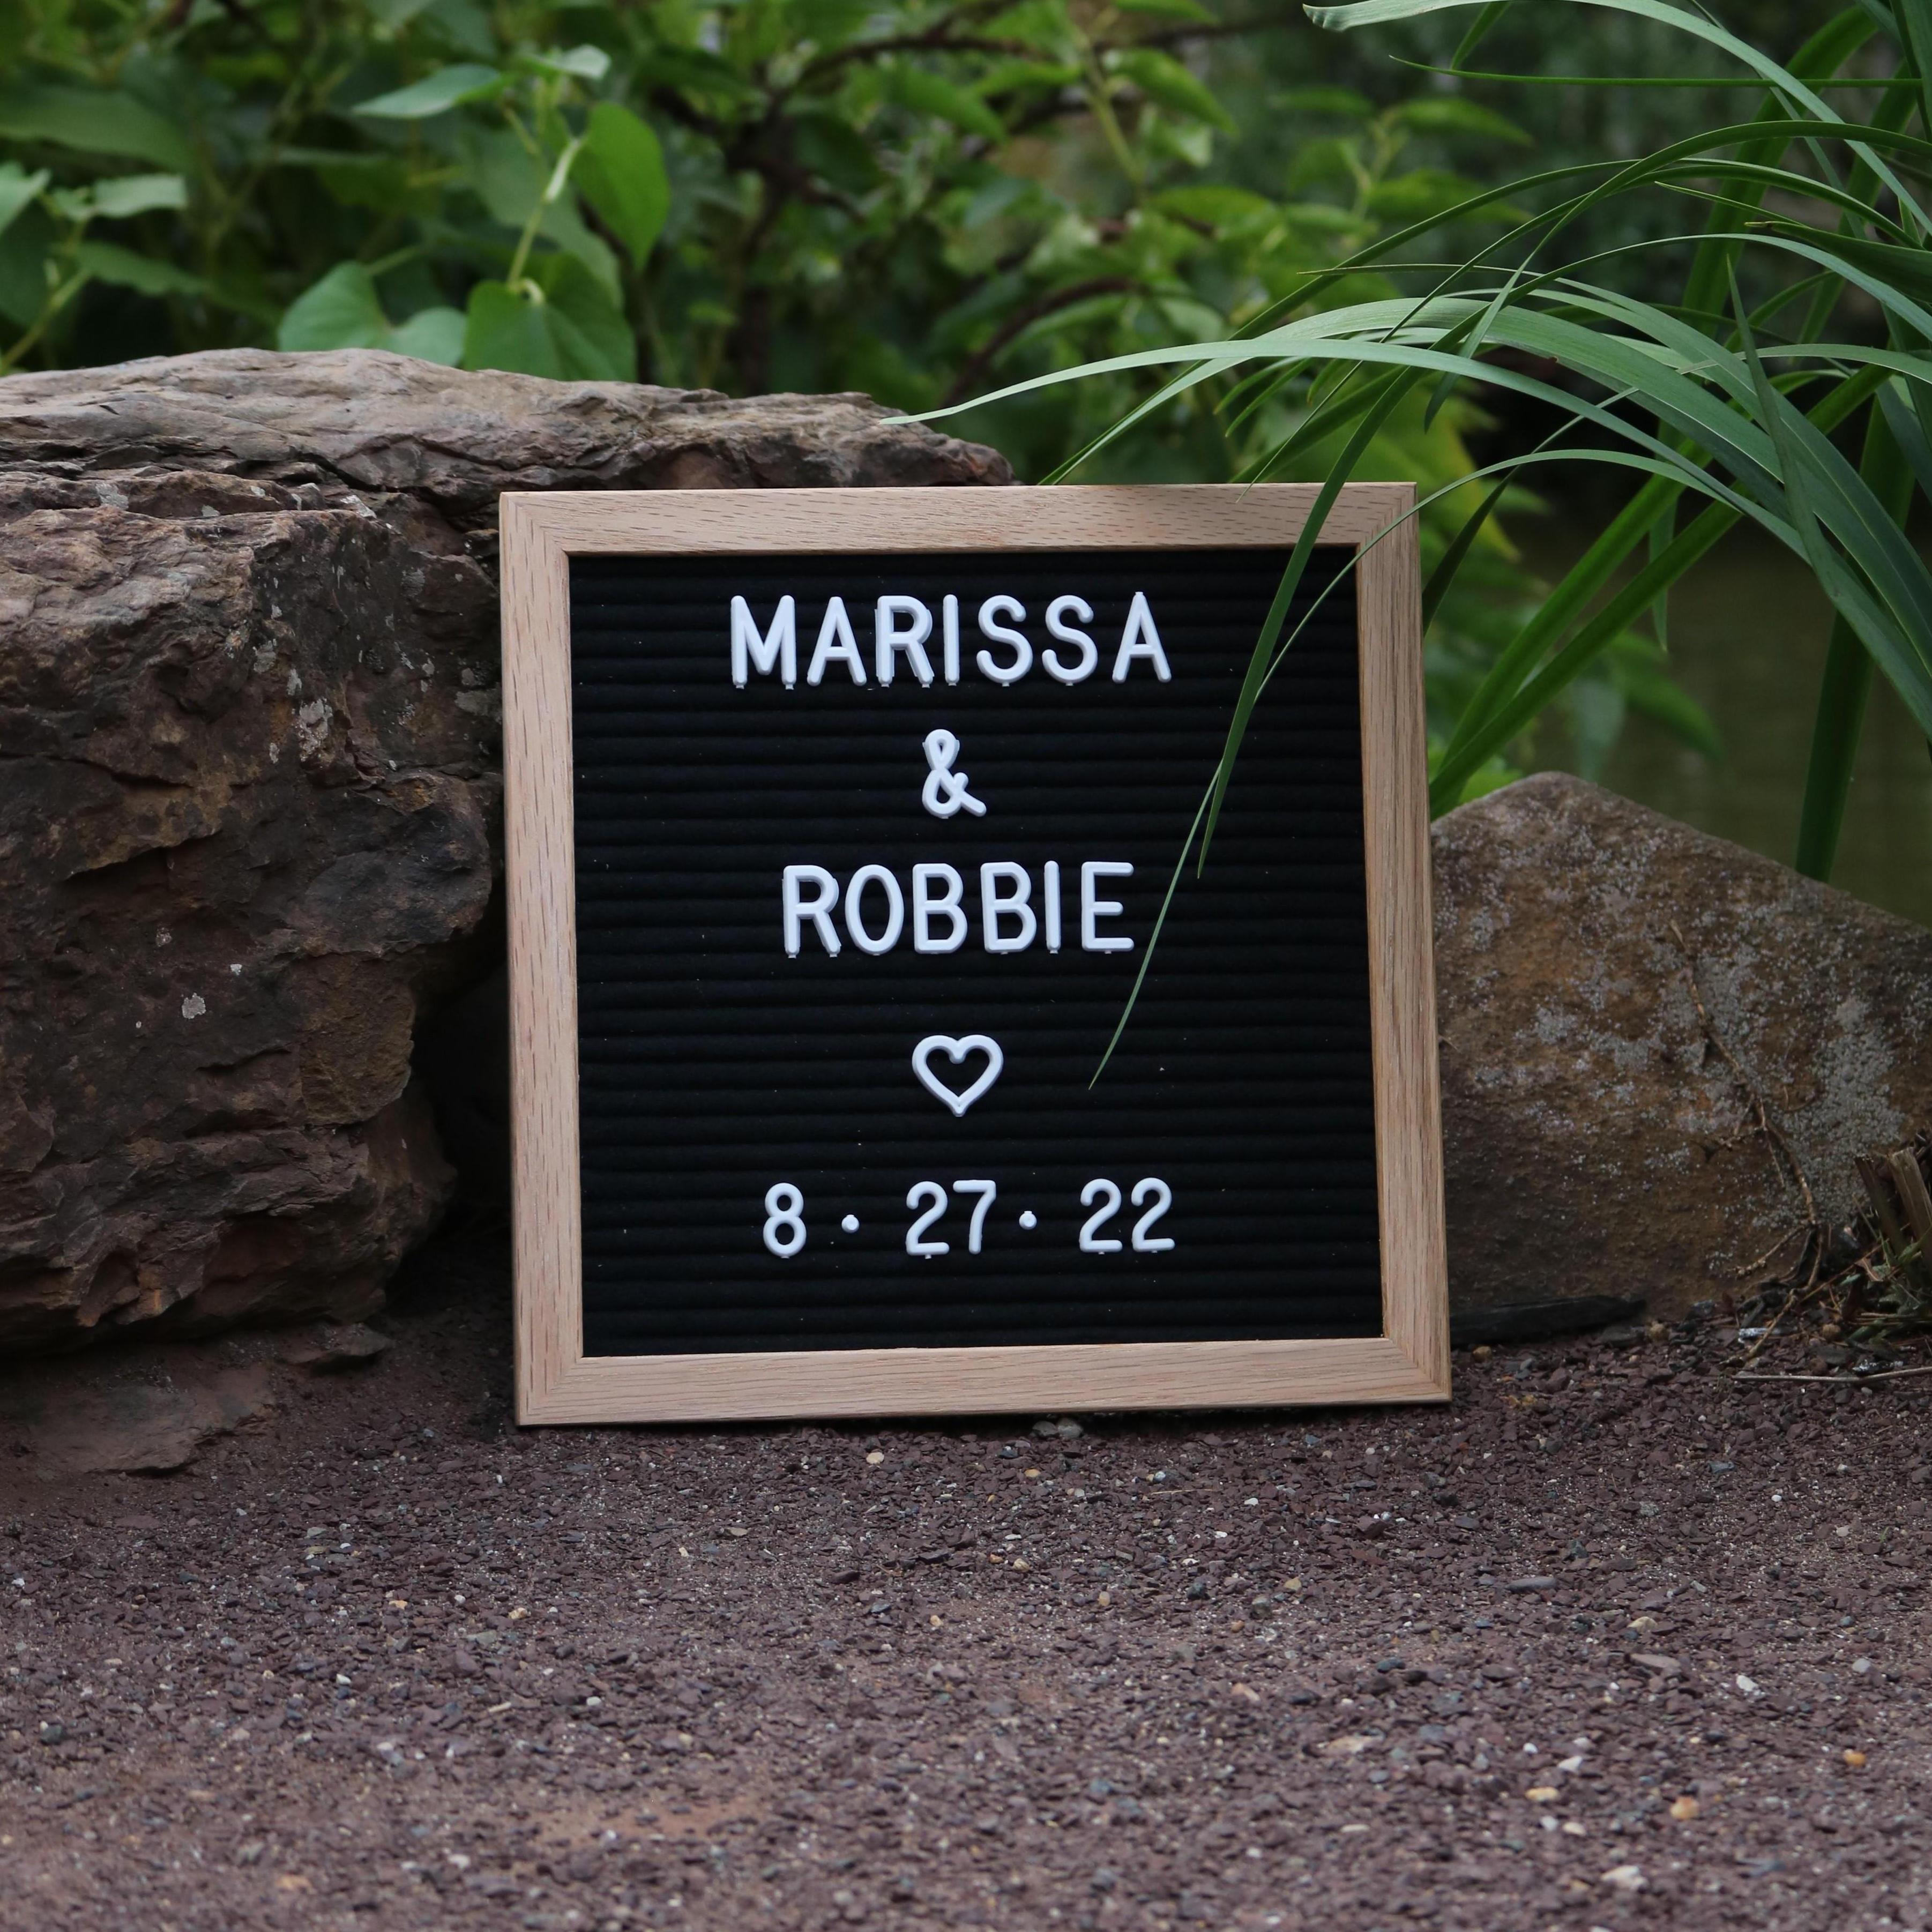 MARISSA
&
ROBBIE
♡
8 · 27 · 22